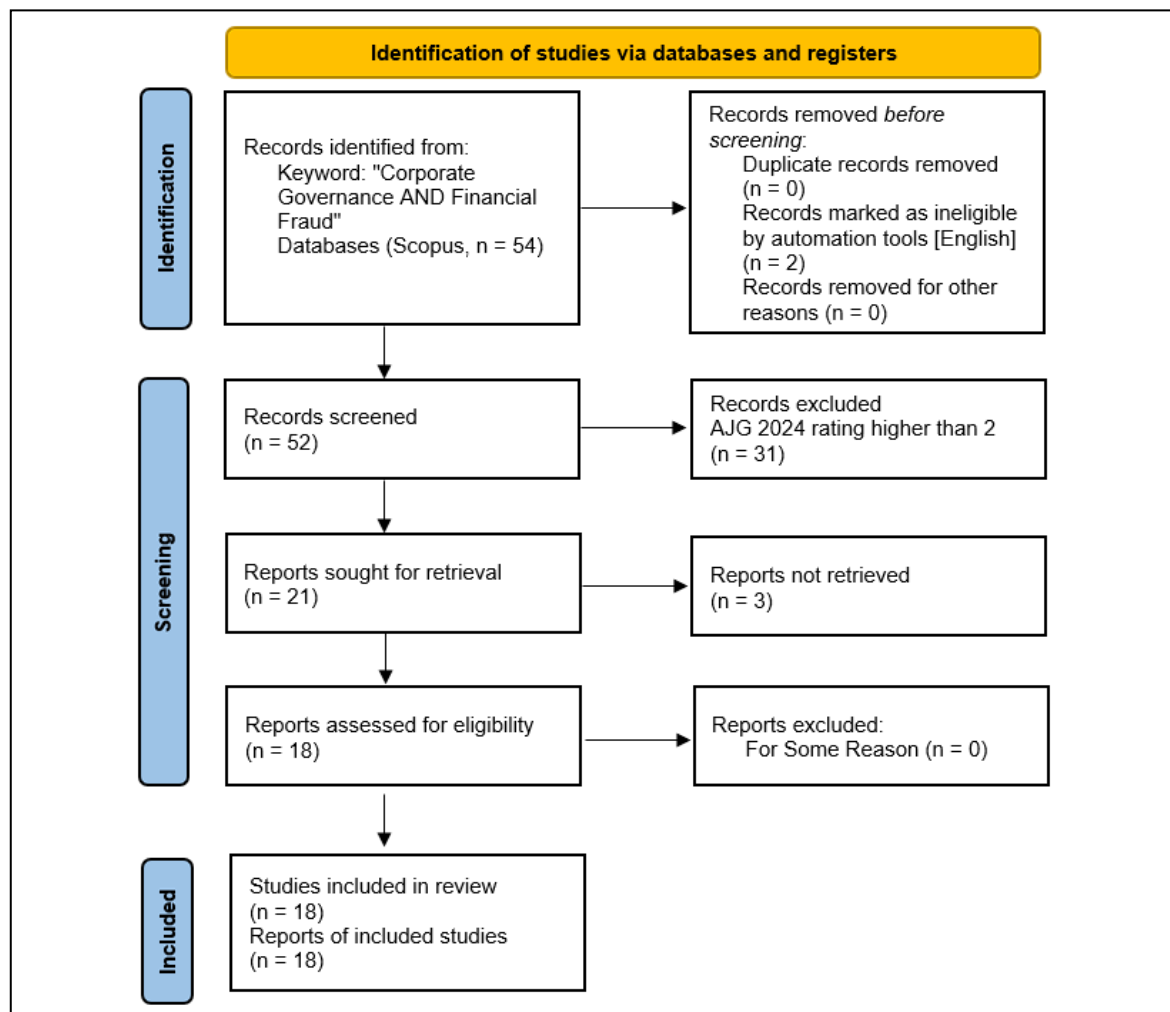 Identification of studies via databases and registers
Identification
Records identified from:
Keyword: "Corporate
Governance AND Financial
Fraud"
Databases (Scopus, n = 54)
Records removed before
screening:
Duplicate records removed
(n = 0)
Records marked as ineligible
by automation tools [English]
(n = 2)
Records removed for other
reasons (n = 0)
Screening
Records screened
(n = 52)
Records excluded
AJG 2024 rating higher than 2
(n = 31)
Reports sought for retrieval
(n = 21)
Reports not retrieved
(n = 3)
Reports assessed for eligibility
(n = 18)
Reports excluded:
For Some Reason (n = 0)
Included
Studies included in review
(n = 18)
Reports of included studies
(n = 18)